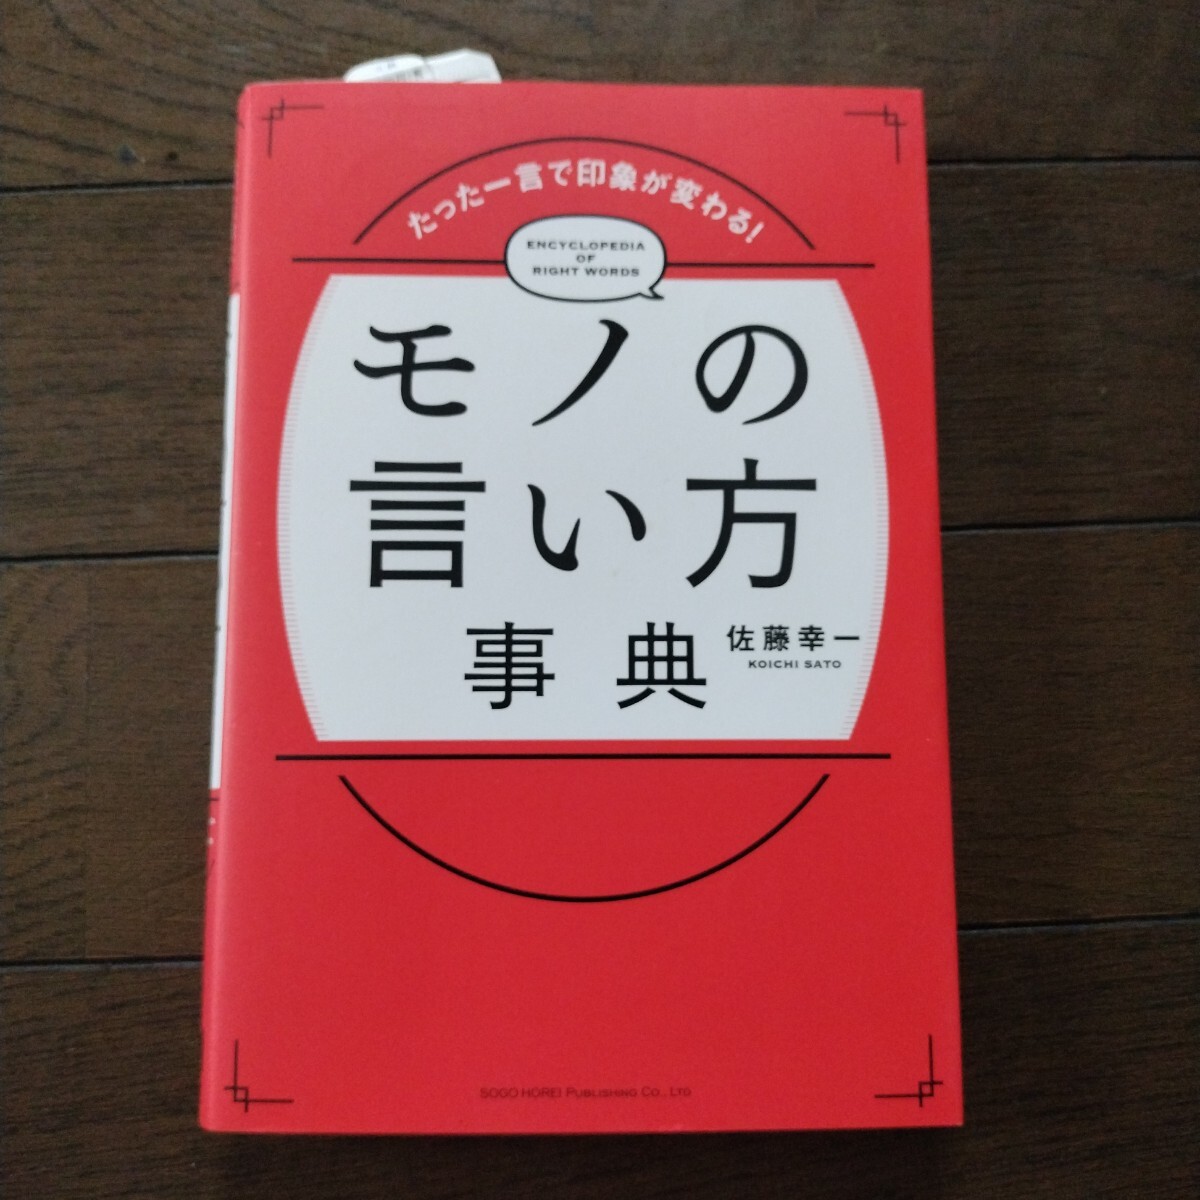 たった一言で印象が変わる!
ENCYCLOPEDIA
OF
RIGHT WORDS
モノの
言い方
事典
佐藤幸一
KOICHI SATO
SOGO HOREI PUBLISHING CO., LTD